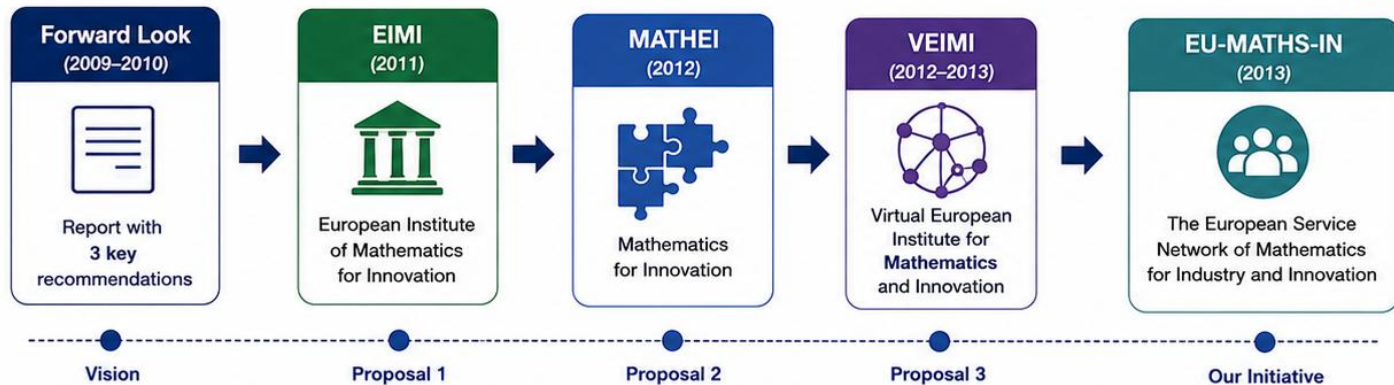 Forward Look
(2009–2010)
Report with
3 key
recommendations
EIMI
(2011)
European Institute
of Mathematics
for Innovation
MATHEI
(2012)
Mathematics
for Innovation
VEIMI
(2012–2013)
Virtual European
Institute for
Mathematics
and Innovation
EU-MATHS-IN
(2013)
The European Service
Network of Mathematics
for Industry and Innovation
Vision
Proposal 1
Proposal 2
Proposal 3
Our Initiative